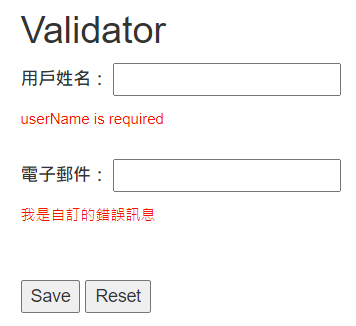 Validator
用戶姓名：
userName is required
電子郵件：
我是自訂的錯誤訊息
Save Reset